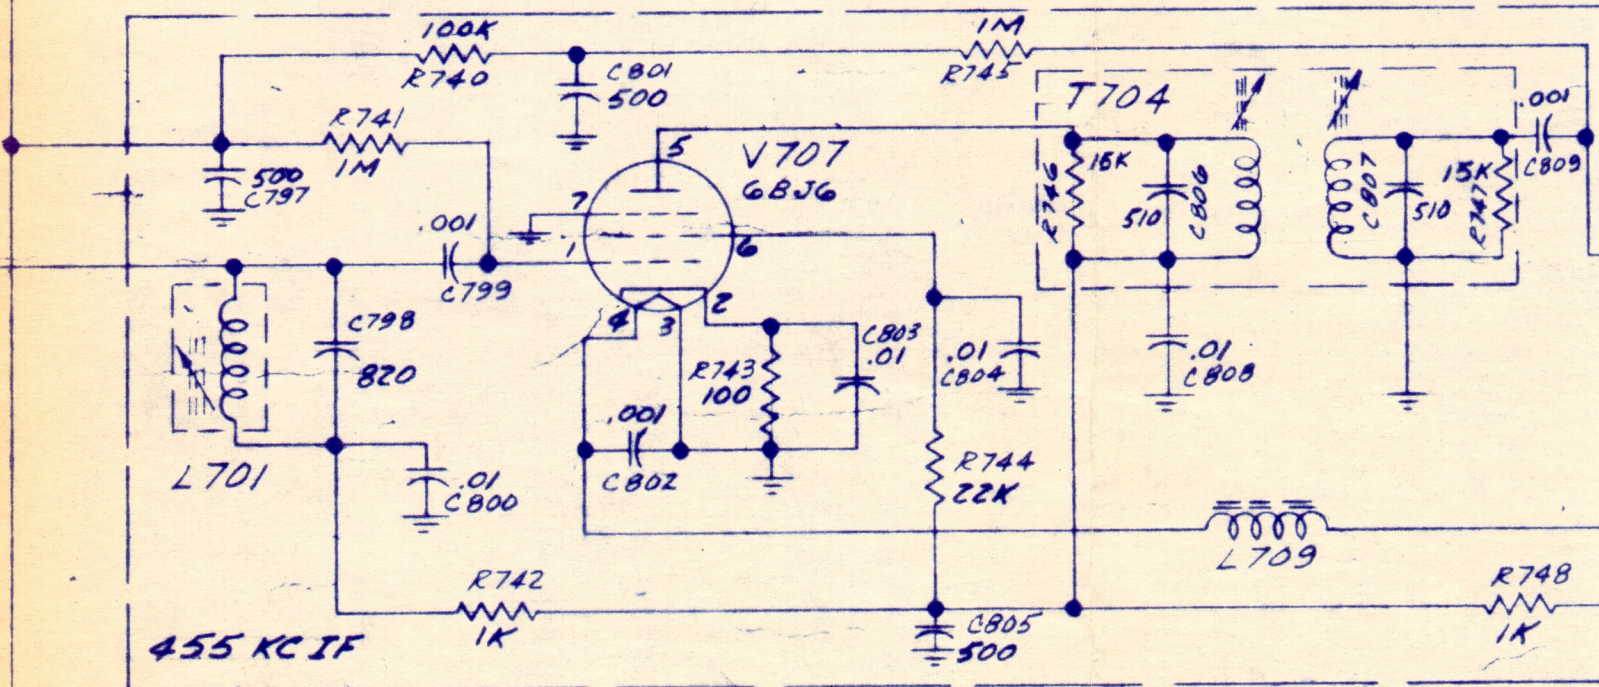 100K
R740
C801
500
1M
R745
R741
1M
500
C797
5
V707
6BJ6
T704
.001
C809
R746
15K
510
C806
C807
510
15K
R747
7
1
6
.001
C799
4
3
2
C798
820
L701
.01
C800
R743
100
C803
.01
.01
C804
.01
C808
.001
C802
R744
22K
L709
R742
1K
C805
500
R748
1K
455 KC IF